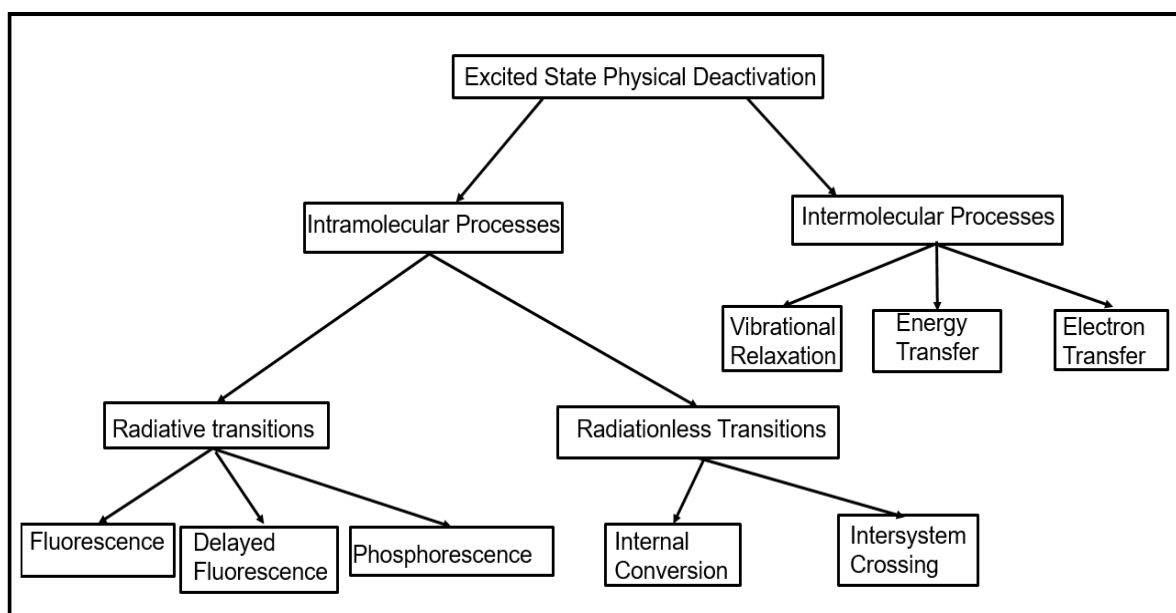 Excited State Physical Deactivation
Intramolecular Processes
Intermolecular Processes
Vibrational
Relaxation
Energy
Transfer
Electron
Transfer
Radiative transitions
Radiationless Transitions
Fluorescence
Delayed
Fluorescence
Phosphorescence
Internal
Conversion
Intersystem
Crossing